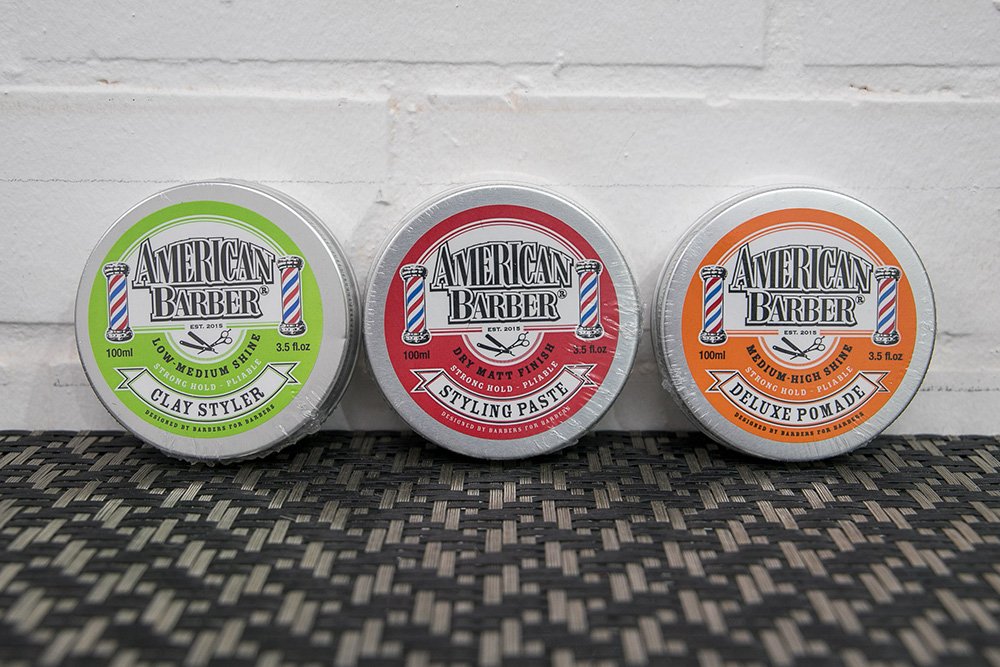 AMERICAN
BARBER®
EST. 2015
100ml
3.5 fl.oz
LOW-MEDIUM SHINE
STRONG HOLD - PLIABLE
CLAY STYLER
DESIGNED BY BARBERS FOR BARBERS
AMERICAN
BARBER®
EST. 2015
100ml
3.5 fl.oz
DRY MATT FINISH
STRONG HOLD - PLIABLE
STYLING PASTE
DESIGNED BY BARBERS FOR BARBERS
AMERICAN
BARBER®
EST. 2015
100ml
3.5 fl.oz
MEDIUM-HIGH SHINE
STRONG HOLD - PLIABLE
DELUXE POMADE
DESIGNED BY BARBERS FOR BARBERS